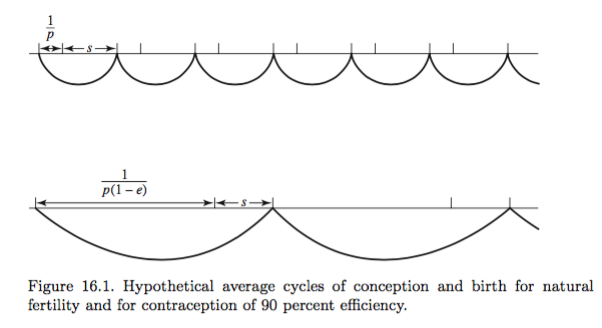 1
p
s
1
p(1 – e)
s
Figure 16.1. Hypothetical average cycles of conception and birth for natural
fertility and for contraception of 90 percent efficiency.